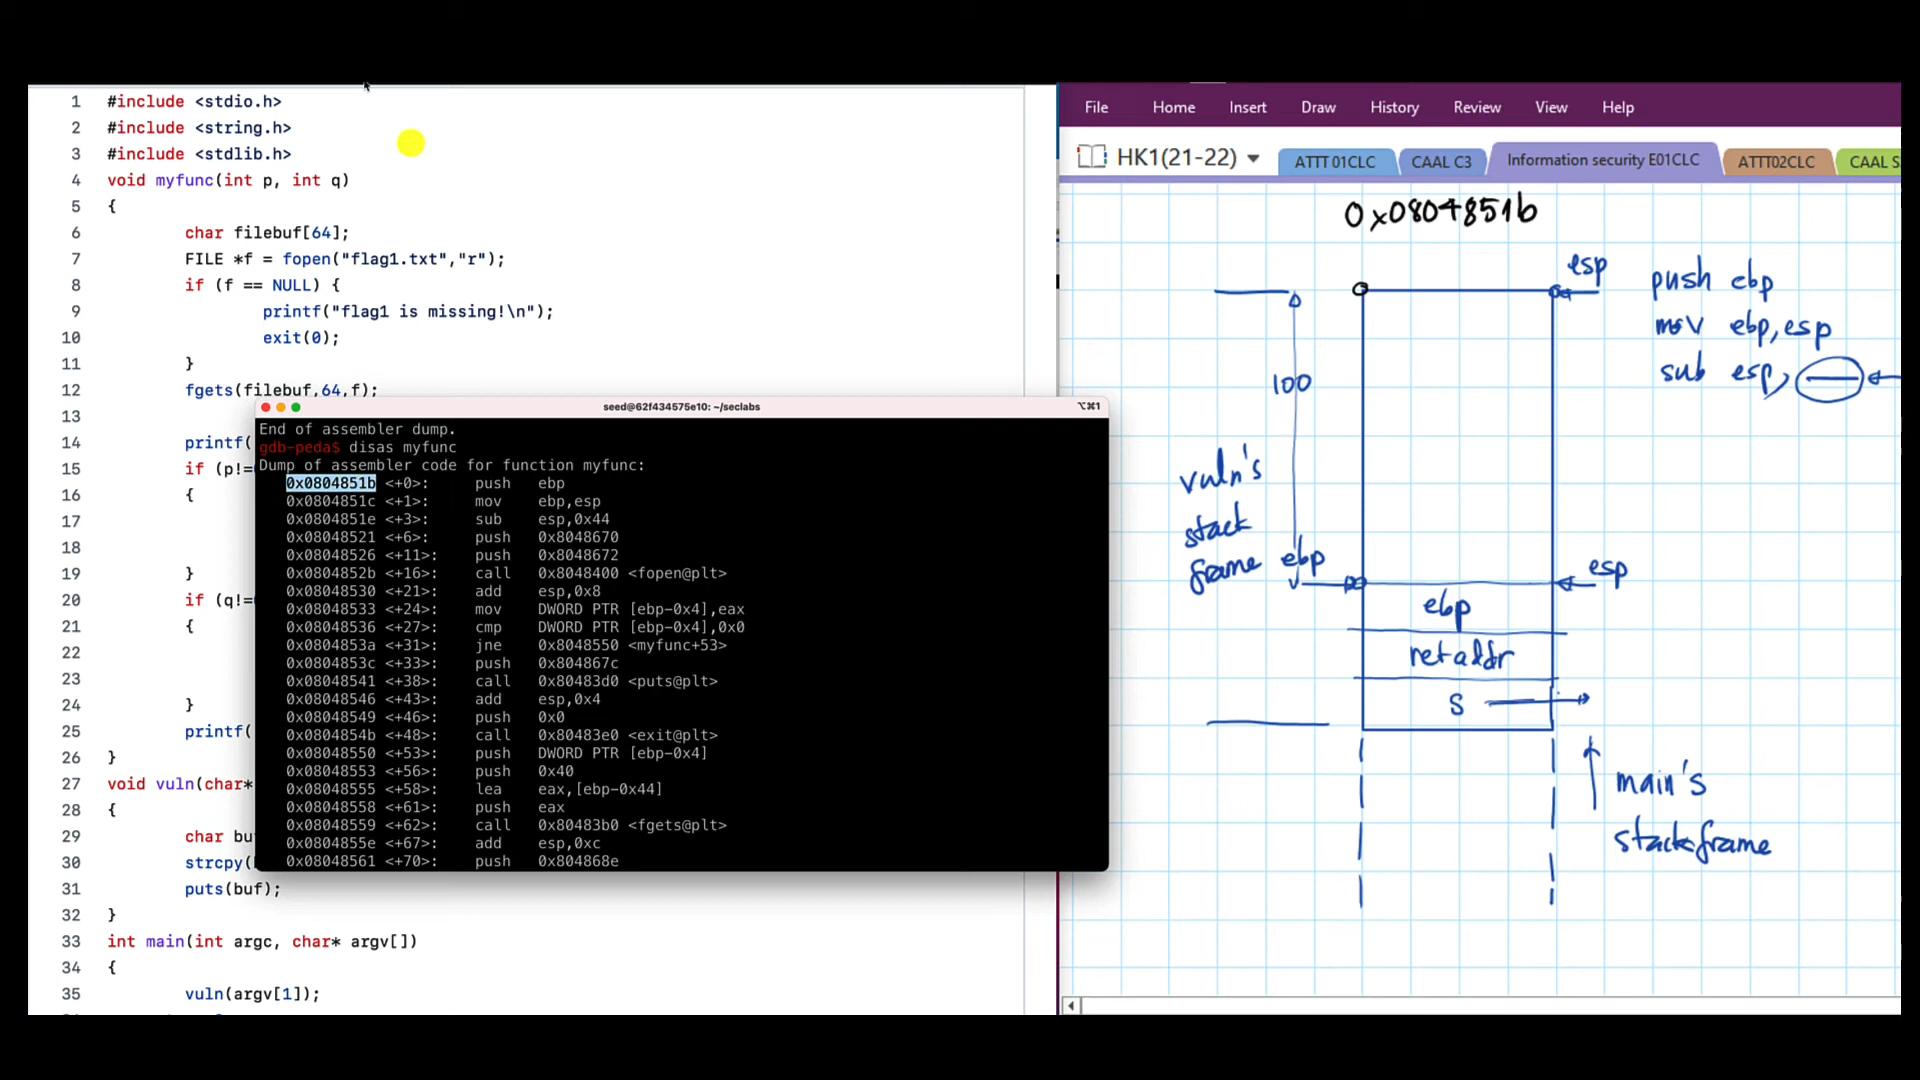 1 #include <stdio.h>
2 #include <string.h>
3 #include <stdlib.h>
4 void myfunc(int p, int q)
5 {
6 char filebuf[64];
7 FILE *f = fopen("flag1.txt","r");
8 if (f == NULL) {
9 printf("flag1 is missing!\n");
10 exit(0);
11 }
12 fgets(filebuf,64,f);
13
14 printf(
15 if (p!=
16 {
17
18
19 }
20 if (q!=
21 {
22
23
24 }
25 printf(
26 }
27 void vuln(char*
28 {
29 char bu
30 strcpy(
31 puts(buf);
32 }
33 int main(int argc, char* argv[])
34 {
35 vuln(argv[1]);
seed@62f434575e10: ~/seclabs
⌥⌘1
End of assembler dump.
gdb-peda$ disas myfunc
Dump of assembler code for function myfunc:
0x0804851b <+0>: push ebp
0x0804851c <+1>: mov ebp,esp
0x0804851e <+3>: sub esp,0x44
0x08048521 <+6>: push 0x8048670
0x08048526 <+11>: push 0x8048672
0x0804852b <+16>: call 0x8048400 <fopen@plt>
0x08048530 <+21>: add esp,0x8
0x08048533 <+24>: mov DWORD PTR [ebp-0x4],eax
0x08048536 <+27>: cmp DWORD PTR [ebp-0x4],0x0
0x0804853a <+31>: jne 0x8048550 <myfunc+53>
0x0804853c <+33>: push 0x804867c
0x08048541 <+38>: call 0x80483d0 <puts@plt>
0x08048546 <+43>: add esp,0x4
0x08048549 <+46>: push 0x0
0x0804854b <+48>: call 0x80483e0 <exit@plt>
0x08048550 <+53>: push DWORD PTR [ebp-0x4]
0x08048553 <+56>: push 0x40
0x08048555 <+58>: lea eax,[ebp-0x44]
0x08048558 <+61>: push eax
0x08048559 <+62>: call 0x80483b0 <fgets@plt>
0x0804855e <+67>: add esp,0xc
0x08048561 <+70>: push 0x804868e
File Home Insert Draw History Review View Help
HK1(21-22) ATTT 01CLC CAAL C3 Information security E01CLC ATTT02CLC CAAL S
0x0804851b
esp
push ebp
mov ebp,esp
sub esp,
100
vuln's
stack
frame
ebp
esp
ebp
ret addr
S
main's
stackframe